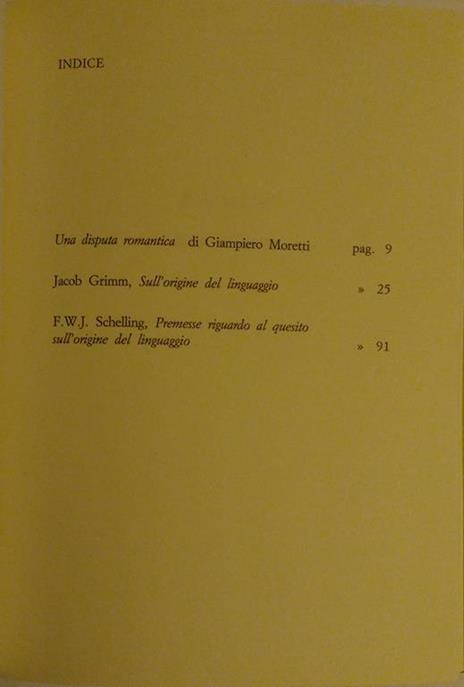 INDICE
Una disputa romantica di Giampiero Moretti pag. 9
Jacob Grimm, Sull'origine del linguaggio » 25
F.W.J. Schelling, Premesse riguardo al quesito
sull'origine del linguaggio » 91